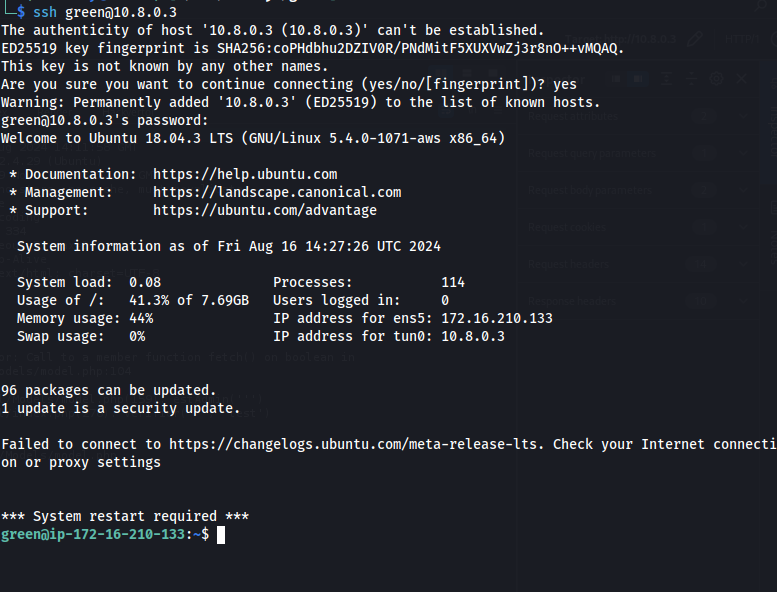 └─$ ssh green@10.8.0.3
The authenticity of host '10.8.0.3 (10.8.0.3)' can't be established.
ED25519 key fingerprint is SHA256:coPHdbhu2DZIV0R/PNdMitF5XUXVwZj3r8nO++vMQAQ.
This key is not known by any other names.
Are you sure you want to continue connecting (yes/no/[fingerprint])? yes
Warning: Permanently added '10.8.0.3' (ED25519) to the list of known hosts.
green@10.8.0.3's password:
Welcome to Ubuntu 18.04.3 LTS (GNU/Linux 5.4.0-1071-aws x86_64)
* Documentation:  https://help.ubuntu.com
* Management:     https://landscape.canonical.com
* Support:        https://ubuntu.com/advantage
System information as of Fri Aug 16 14:27:26 UTC 2024
System load:  0.08              Processes:           114
Usage of /:   41.3% of 7.69GB   Users logged in:     0
Memory usage: 44%               IP address for ens5: 172.16.210.133
Swap usage:   0%                IP address for tun0: 10.8.0.3
96 packages can be updated.
1 update is a security update.
Failed to connect to https://changelogs.ubuntu.com/meta-release-lts. Check your Internet connecti
on or proxy settings
*** System restart required ***
green@ip-172-16-210-133:~$